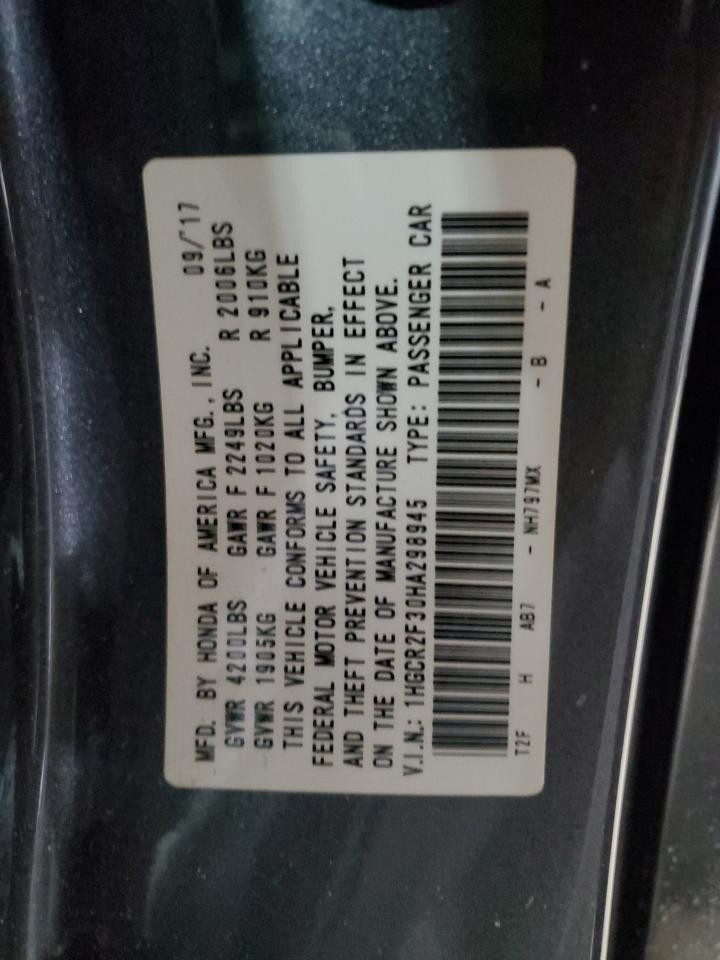 MFD. BY HONDA OF AMERICA MFG., INC. 09/'17
GVWR 4200LBS GAWR F 2249LBS R 2006LBS
GVWR 1905KG GAWR F 1020KG R 910KG
THIS VEHICLE CONFORMS TO ALL APPLICABLE
FEDERAL MOTOR VEHICLE SAFETY, BUMPER,
AND THEFT PREVENTION STANDARDS IN EFFECT
ON THE DATE OF MANUFACTURE SHOWN ABOVE.
V.I.N.: 1HGCR2F30HA298945 TYPE: PASSENGER CAR
T2F H AB7 - NH797MX - B - A